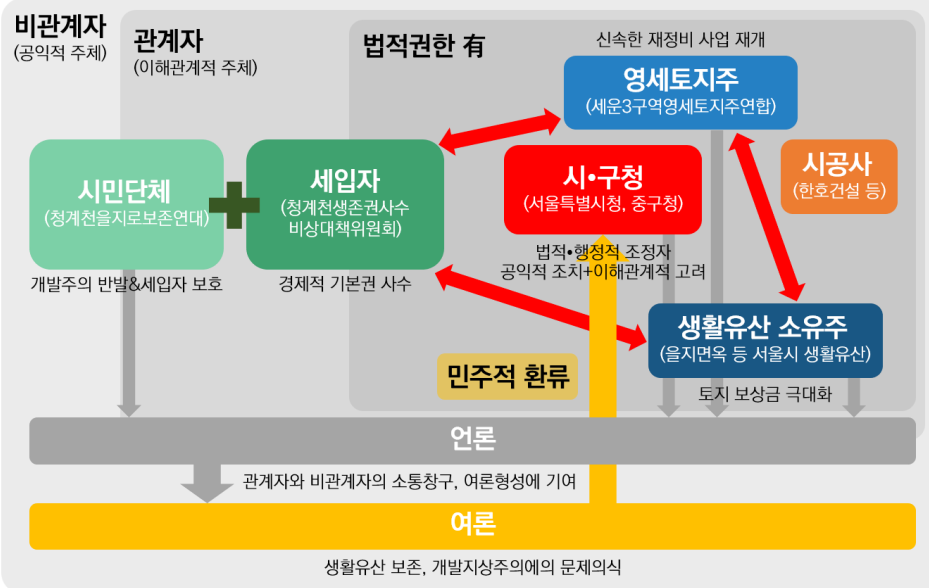 비관계자
(공익적 주체)
관계자
(이해관계적 주체)
법적권한 有
신속한 재정비 사업 재개
영세토지주
(세운3구역영세토지주연합)
시민단체
(청계천을지로보존연대)
세입자
(청계천생존권사수
비상대책위원회)
시•구청
(서울특별시청, 중구청)
시공사
(한호건설 등)
개발주의 반발&세입자 보호
경제적 기본권 사수
법적•행정적 조정자
공익적 조치+이해관계적 고려
생활유산 소유주
(을지면옥 등 서울시 생활유산)
토지 보상금 극대화
민주적 환류
언론
관계자와 비관계자의 소통창구, 여론형성에 기여
여론
생활유산 보존, 개발지상주의에의 문제의식